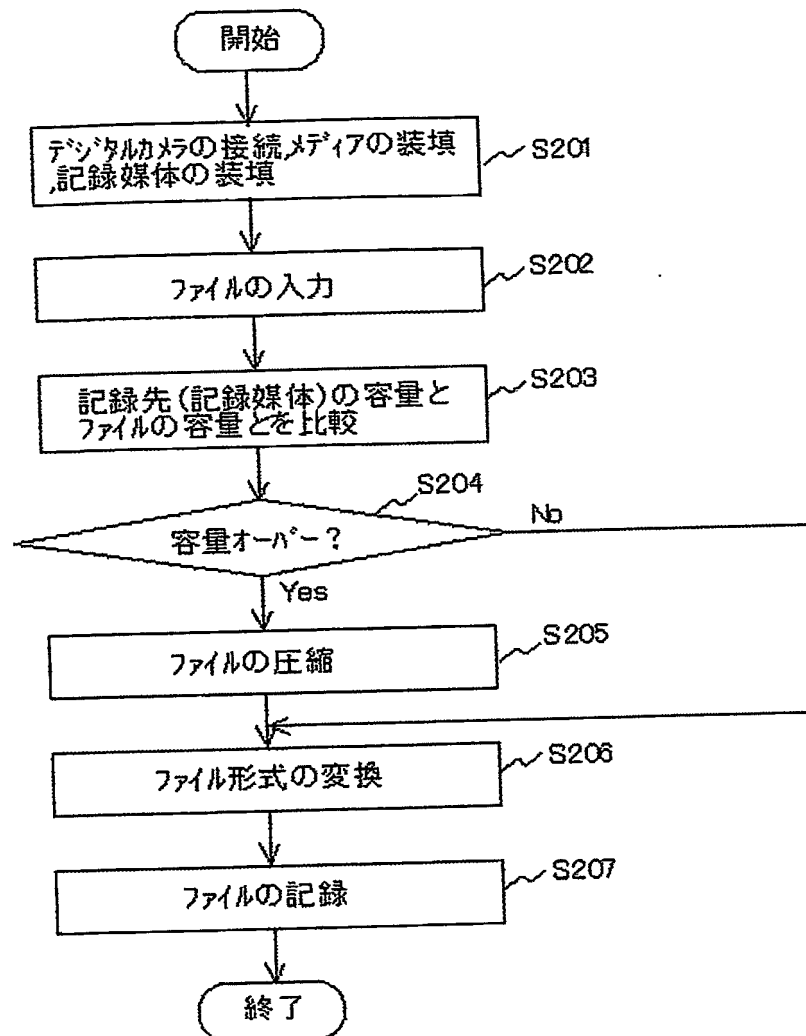 開始
デジタルカメラの接続,メディアの装填
,記録媒体の装填
S201
ファイルの入力
S202
記録先(記録媒体)の容量と
ファイルの容量とを比較
S203
容量オーバー?
S204
No
Yes
ファイルの圧縮
S205
ファイル形式の変換
S206
ファイルの記録
S207
終了